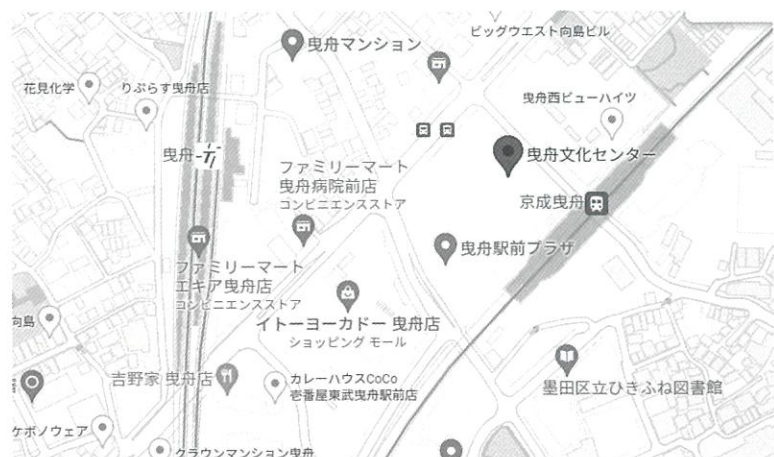 ビッグウエスト向島ビル
曳舟マンション
花見化学
りぷらす曳舟店
曳舟西ビューハイツ
曳舟
曳舟文化センター
ファミリーマート
曳舟病院前店
コンビニエンスストア
京成曳舟
曳舟駅前プラザ
ファミリーマート
エキア曳舟店
コンビニエンスストア
向島
イトーヨーカドー 曳舟店
ショッピング モール
吉野家 曳舟店
カレーハウスCoCo
壱番屋東武曳舟駅前店
墨田区立ひきふね図書館
ケボノウェア
クラウンマンション曳舟